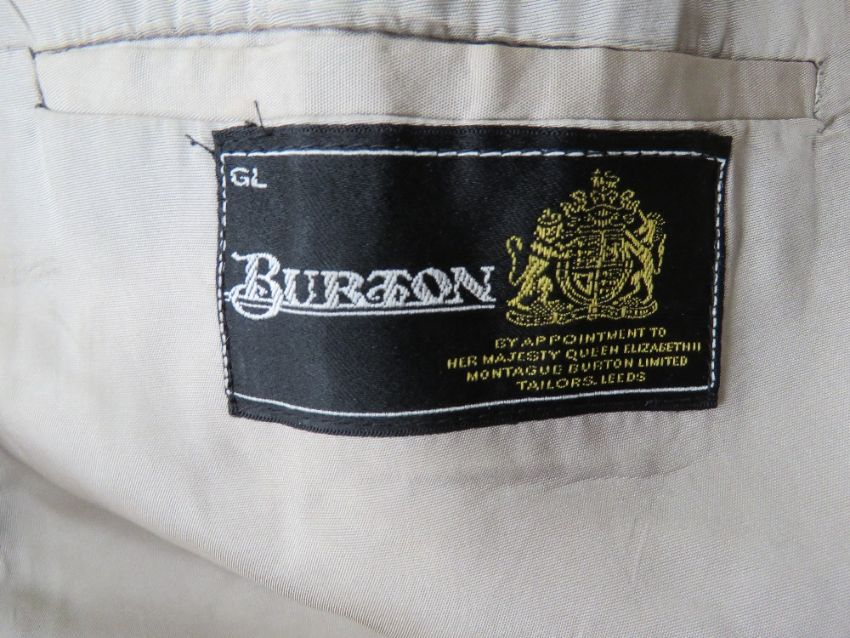 GL
BURTON
BY APPOINTMENT TO
HER MAJESTY QUEEN ELIZABETH II
MONTAGUE BURTON LIMITED
TAILORS. LEEDS